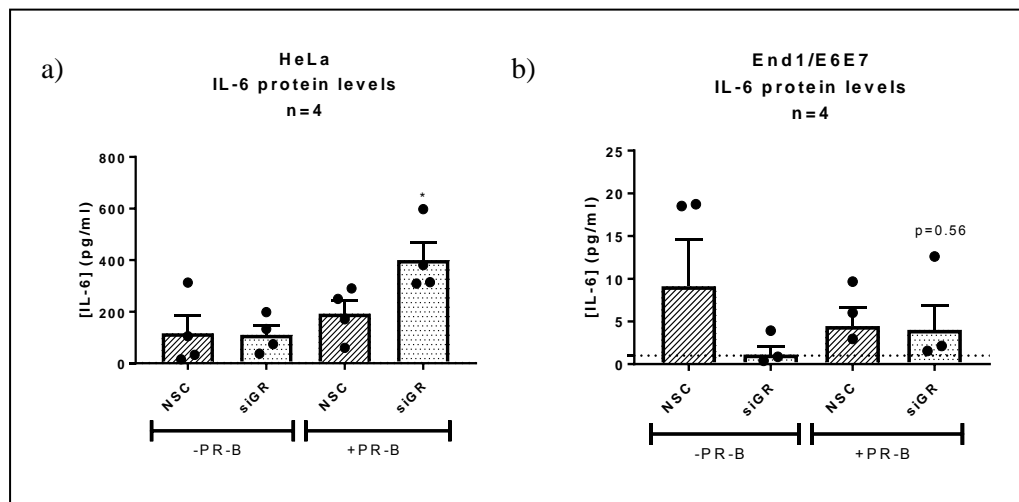 a)
HeLa
IL-6 protein levels
n=4
[IL-6] (pg/ml)
800
600
400
200
0
*
NSC
siGR
NSC
siGR
-PR-B
+PR-B
b)
End1/E6E7
IL-6 protein levels
n=4
[IL-6] (pg/ml)
25
20
15
10
5
0
p=0.56
NSC
siGR
NSC
siGR
-PR-B
+PR-B